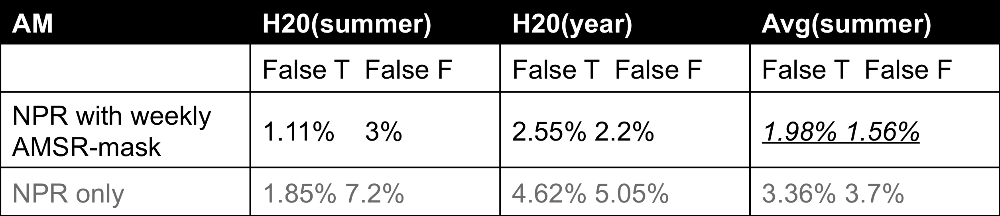 AM H20(summer) H20(year) Avg(summer)
False T False F False T False F False T False F
NPR with weekly
AMSR-mask 1.11% 3% 2.55% 2.2% 1.98% 1.56%
NPR only 1.85% 7.2% 4.62% 5.05% 3.36% 3.7%